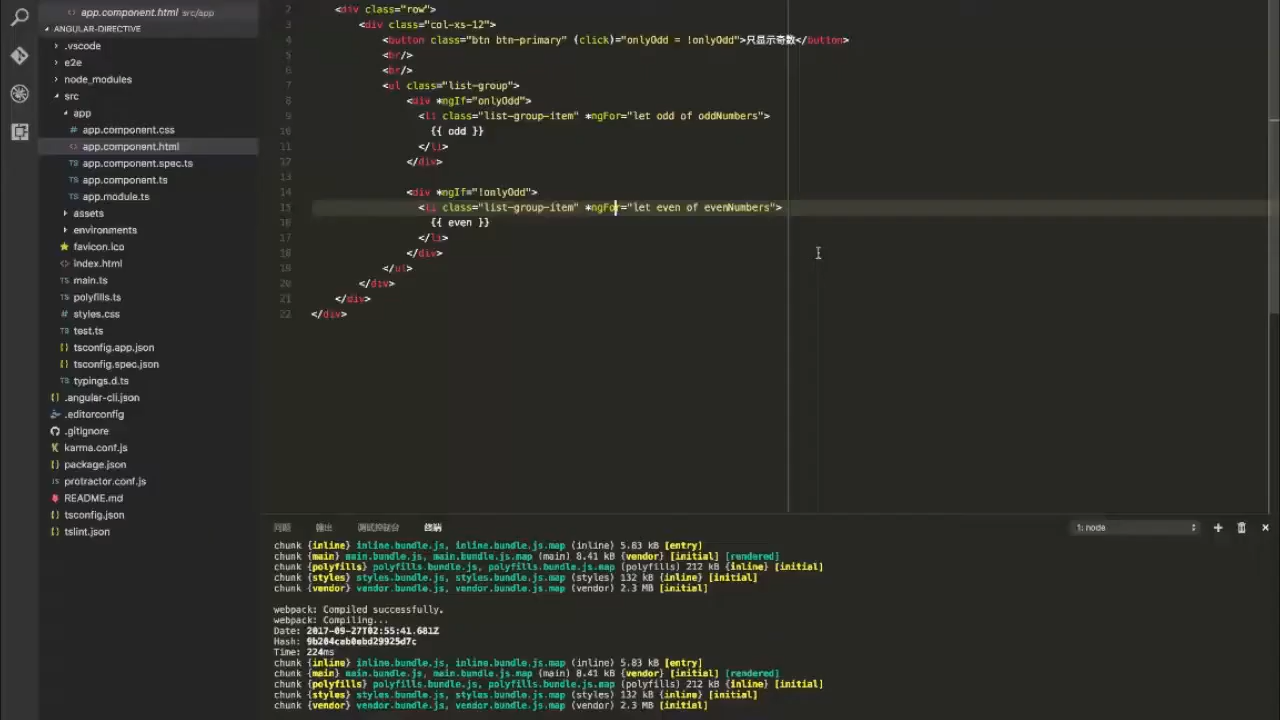 app.component.html src/app
ANGULAR-DIRECTIVE
.vscode
e2e
node_modules
src
app
app.component.css
app.component.html
app.component.spec.ts
app.component.ts
app.module.ts
assets
environments
favicon.ico
index.html
main.ts
polyfills.ts
styles.css
test.ts
tsconfig.app.json
tsconfig.spec.json
typings.d.ts
.angular-cli.json
.editorconfig
.gitignore
karma.conf.js
package.json
protractor.conf.js
README.md
tsconfig.json
tslint.json
2 <div class="row">
3 <div class="col-xs-12">
4 <button class="btn btn-primary" (click)="onlyOdd = !onlyOdd">只显示奇数</button>
5 <br/>
6 <br/>
7 <ul class="list-group">
8 <div *ngIf="onlyOdd">
9 <li class="list-group-item" *ngFor="let odd of oddNumbers">
10 {{ odd }}
11 </li>
12 </div>
13
14 <div *ngIf="!onlyOdd">
15 <li class="list-group-item" *ngFor="let even of evenNumbers">
16 {{ even }}
17 </li>
18 </div>
19 </ul>
20 </div>
21 </div>
22 </div>
问题 输出 调试控制台 终端 1: node
chunk {inline} inline.bundle.js, inline.bundle.js.map (inline) 5.83 kB [entry]
chunk {main} main.bundle.js, main.bundle.js.map (main) 8.41 kB {vendor} [initial] [rendered]
chunk {polyfills} polyfills.bundle.js, polyfills.bundle.js.map (polyfills) 212 kB {inline} [initial]
chunk {styles} styles.bundle.js, styles.bundle.js.map (styles) 132 kB {inline} [initial]
chunk {vendor} vendor.bundle.js, vendor.bundle.js.map (vendor) 2.3 MB [initial]
webpack: Compiled successfully.
webpack: Compiling...
Date: 2017-09-27T02:55:41.681Z
Hash: 9b204cab0ebd29925d7c
Time: 224ms
chunk {inline} inline.bundle.js, inline.bundle.js.map (inline) 5.83 kB [entry]
chunk {main} main.bundle.js, main.bundle.js.map (main) 8.41 kB {vendor} [initial] [rendered]
chunk {polyfills} polyfills.bundle.js, polyfills.bundle.js.map (polyfills) 212 kB {inline} [initial]
chunk {styles} styles.bundle.js, styles.bundle.js.map (styles) 132 kB {inline} [initial]
chunk {vendor} vendor.bundle.js, vendor.bundle.js.map (vendor) 2.3 MB [initial]